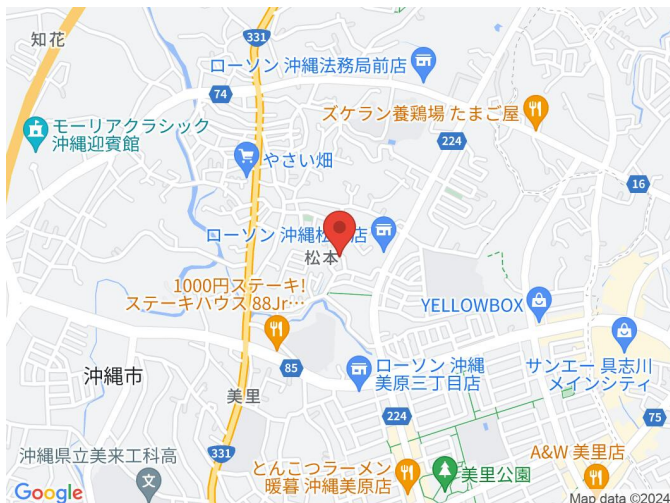 知花
331
ローソン 沖縄法務局前店
74
ズケラン養鶏場 たまご屋
モーリアクラシック
沖縄迎賓館
224
やさい畑
16
ローソン 沖縄松
店
松本
1000円ステーキ!
ステーキハウス 88Jr…
YELLOWBOX
沖縄市
85
ローソン 沖縄
美原三丁目店
サンエー 具志川
メインシティ
美里
224
75
沖縄県立美来工科高
331
とんこつラーメン
暖暮 沖縄美原店
美里公園
A&W 美里店
Google
Map data ©2024